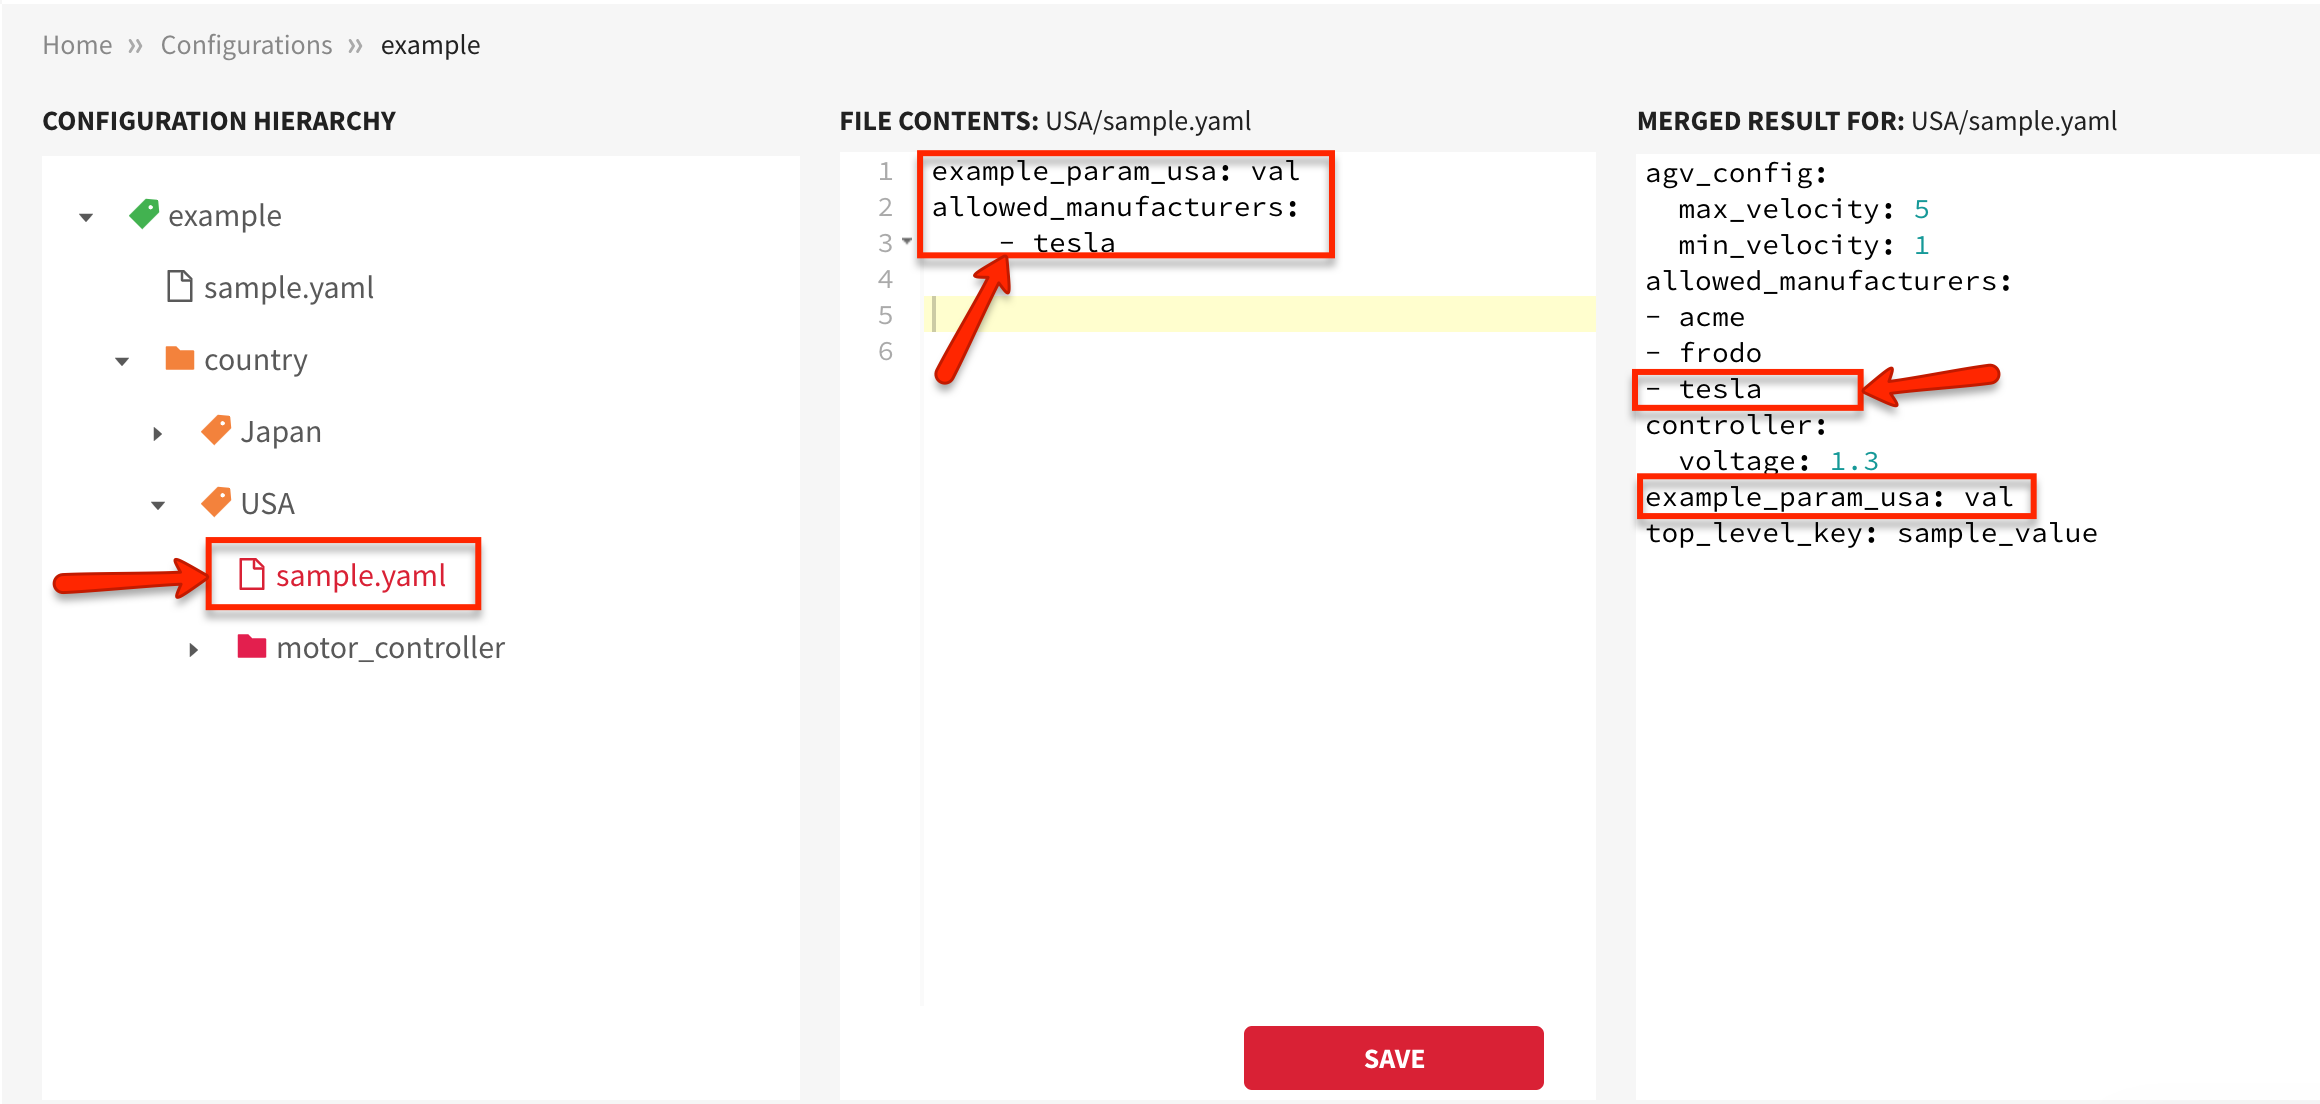 Home » Configurations » example
CONFIGURATION HIERARCHY
example
sample.yaml
country
Japan
USA
sample.yaml
motor_controller
FILE CONTENTS: USA/sample.yaml
1 example_param_usa: val
2 allowed_manufacturers:
3     - tesla
4
5
6
SAVE
MERGED RESULT FOR: USA/sample.yaml
agv_config:
  max_velocity: 5
  min_velocity: 1
allowed_manufacturers:
- acme
- frodo
- tesla
controller:
  voltage: 1.3
example_param_usa: val
top_level_key: sample_value